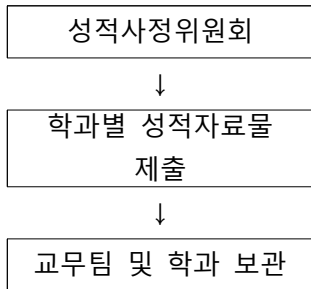 성적사정위원회
↓
학과별 성적자료물
제출
↓
교무팀 및 학과 보관